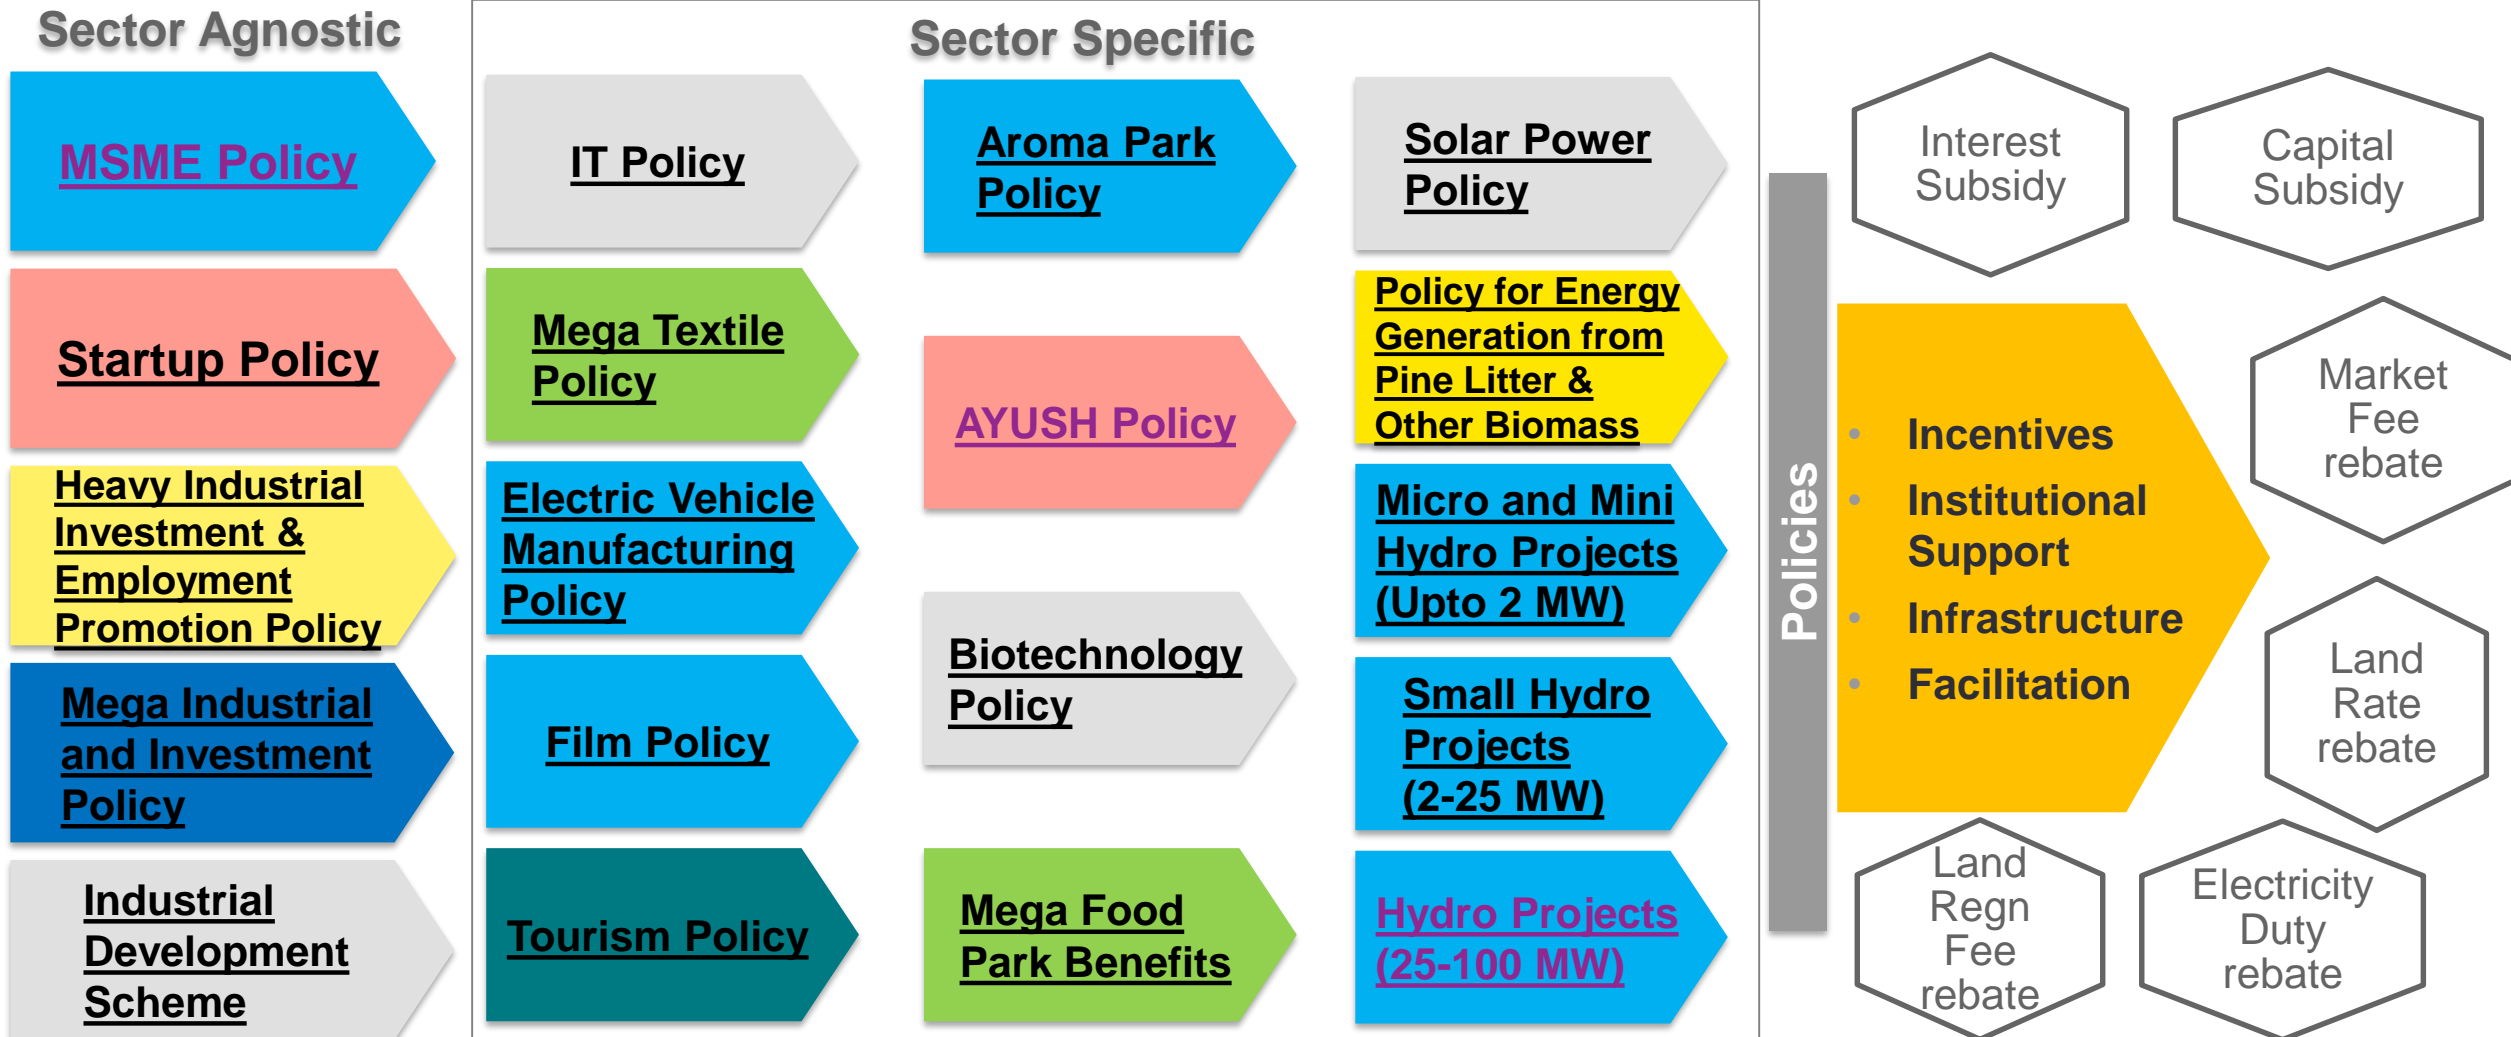 Sector Agnostic
MSME Policy
Startup Policy
Heavy Industrial
Investment &
Employment
Promotion Policy
Mega Industrial
and Investment
Policy
Industrial
Development
Scheme
Sector Specific
IT Policy
Mega Textile
Policy
Electric Vehicle
Manufacturing
Policy
Film Policy
Tourism Policy
Aroma Park
Policy
AYUSH Policy
Biotechnology
Policy
Mega Food
Park Benefits
Solar Power
Policy
Policy for Energy
Generation from
Pine Litter &
Other Biomass
Micro and Mini
Hydro Projects
(Upto 2 MW)
Small Hydro
Projects
(2-25 MW)
Hydro Projects
(25-100 MW)
Policies
• Incentives
• Institutional
Support
• Infrastructure
• Facilitation
Interest
Subsidy
Capital
Subsidy
Market
Fee
rebate
Land
Rate
rebate
Land
Regn
Fee
rebate
Electricity
Duty
rebate